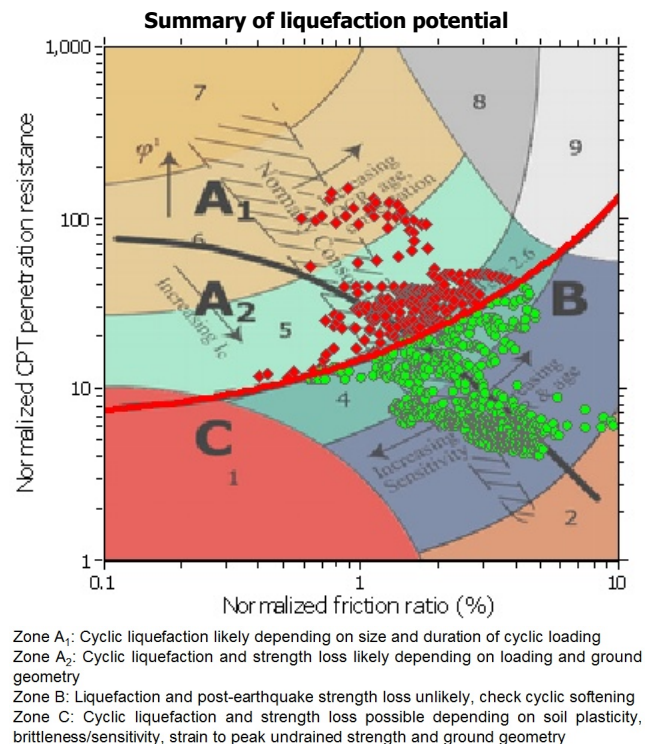 Summary of liquefaction potential
1,000
7
8
9
φ'
Increasing
OCR, age,
Normally Conso
A1
100
6
2.6
A2
B
Increasing Ic
5
10
4
& age
Increasing
Sensitivity
C
1
2
1
0.1
1
10
Normalized CPT penetration resistance
Normalized friction ratio (%)
Zone A1: Cyclic liquefaction likely depending on size and duration of cyclic loading
Zone A2: Cyclic liquefaction and strength loss likely depending on loading and ground
geometry
Zone B: Liquefaction and post-earthquake strength loss unlikely, check cyclic softening
Zone C: Cyclic liquefaction and strength loss possible depending on soil plasticity,
brittleness/sensitivity, strain to peak undrained strength and ground geometry